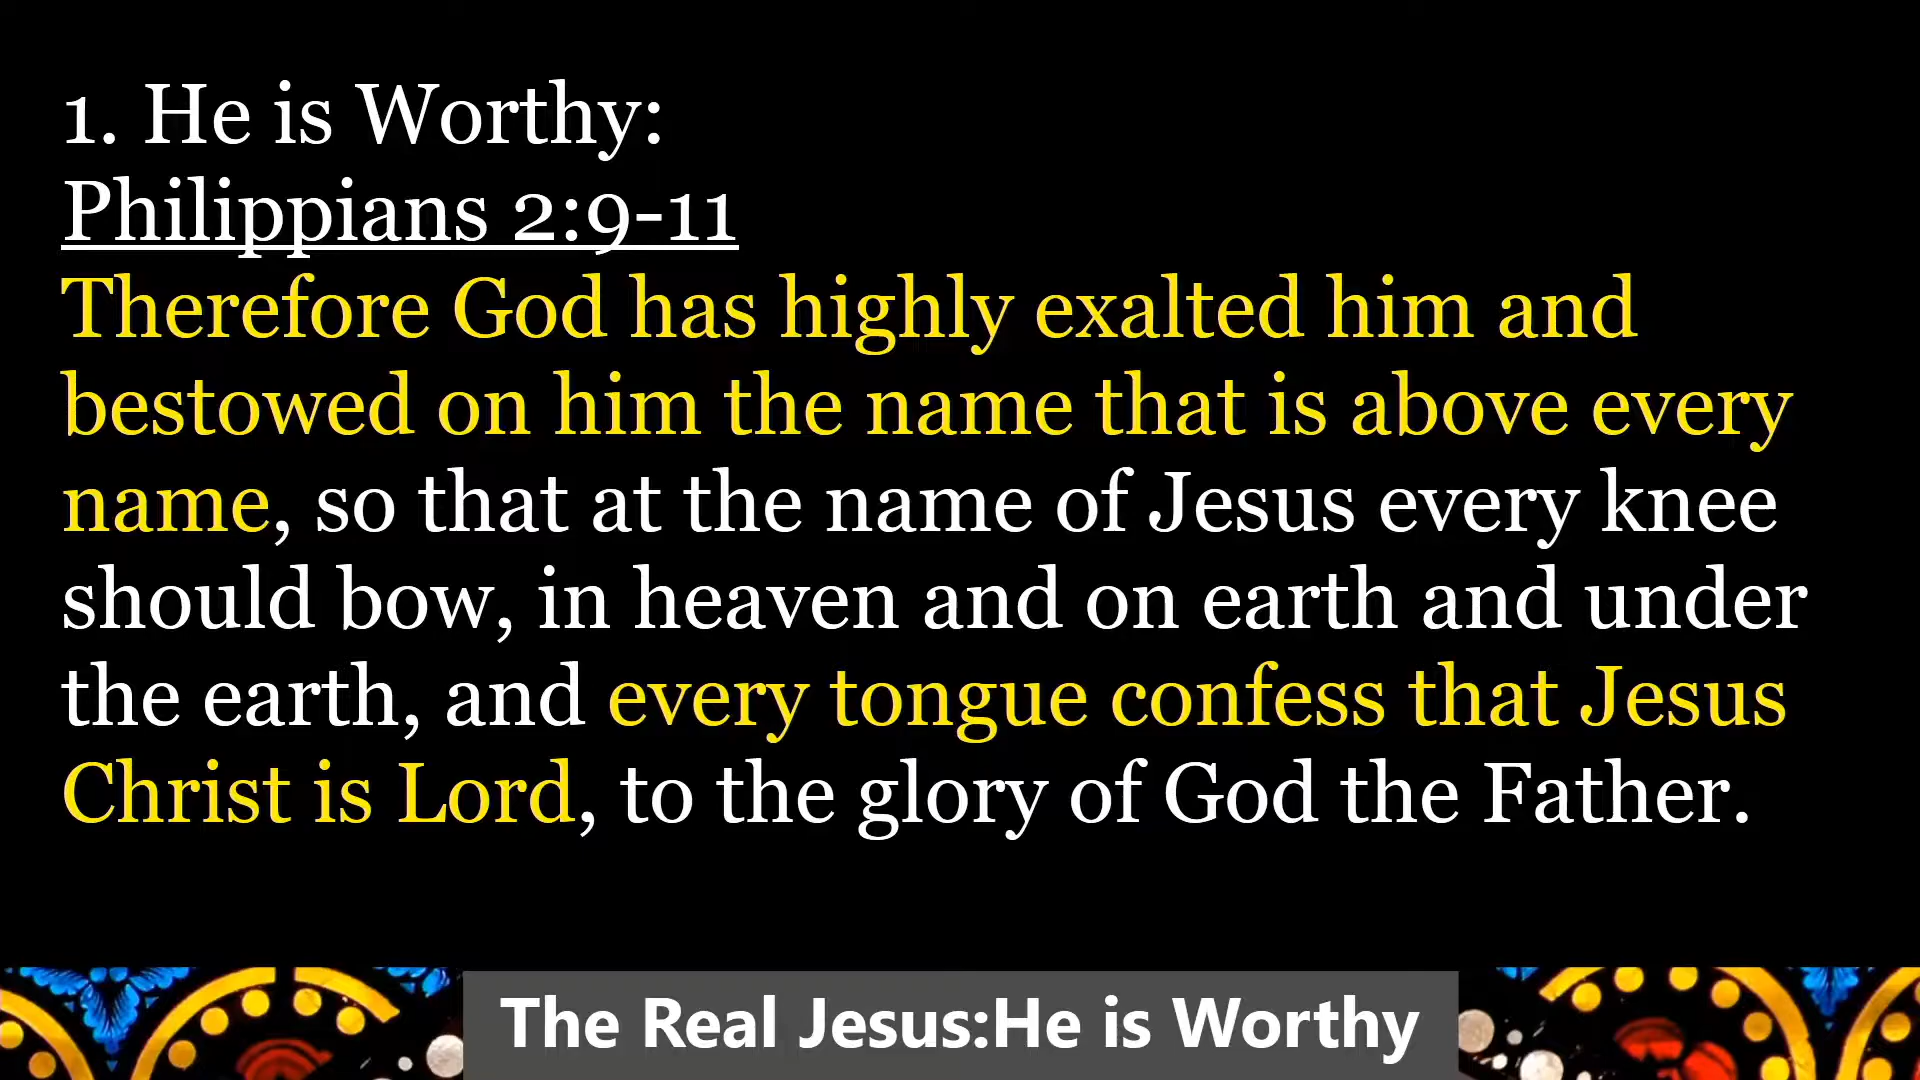 1. He is Worthy:
Philippians 2:9-11
Therefore God has highly exalted him and
bestowed on him the name that is above every
name, so that at the name of Jesus every knee
should bow, in heaven and on earth and under
the earth, and every tongue confess that Jesus
Christ is Lord, to the glory of God the Father.
The Real Jesus:He is Worthy